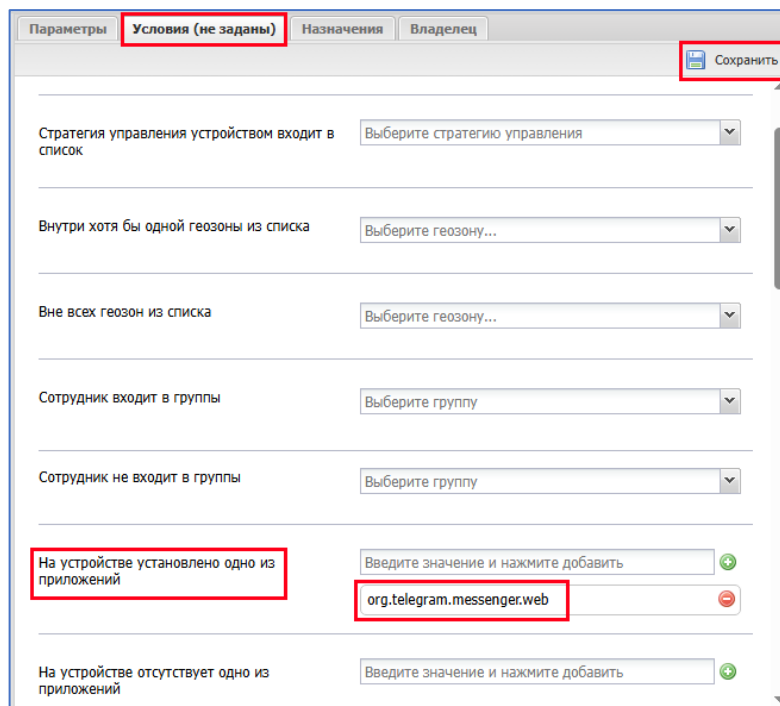 Параметры Условия (не заданы) Назначения Владелец
Сохранить
Стратегия управления устройством входит в
список
Выберите стратегию управления
Внутри хотя бы одной геозоны из списка
Выберите геозону...
Вне всех геозон из списка
Выберите геозону...
Сотрудник входит в группы
Выберите группу
Сотрудник не входит в группы
Выберите группу
На устройстве установлено одно из
приложений
Введите значение и нажмите добавить
org.telegram.messenger.web
На устройстве отсутствует одно из
приложений
Введите значение и нажмите добавить